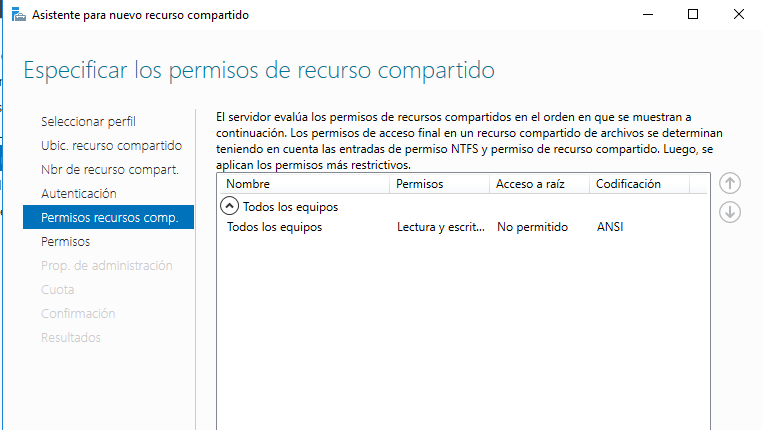 Asistente para nuevo recurso compartido
Especificar los permisos de recurso compartido
Seleccionar perfil
Ubic. recurso compartido
Nbr de recurso compart.
Autenticación
Permisos recursos comp.
Permisos
Prop. de administración
Cuota
Confirmación
Resultados
El servidor evalúa los permisos de recursos compartidos en el orden en que se muestran a
continuación. Los permisos de acceso final en un recurso compartido de archivos se determinan
teniendo en cuenta las entradas de permiso NTFS y permiso de recurso compartido. Luego, se
aplican los permisos más restrictivos.
Nombre Permisos Acceso a raíz Codificación
Todos los equipos
Todos los equipos Lectura y escrit... No permitido ANSI